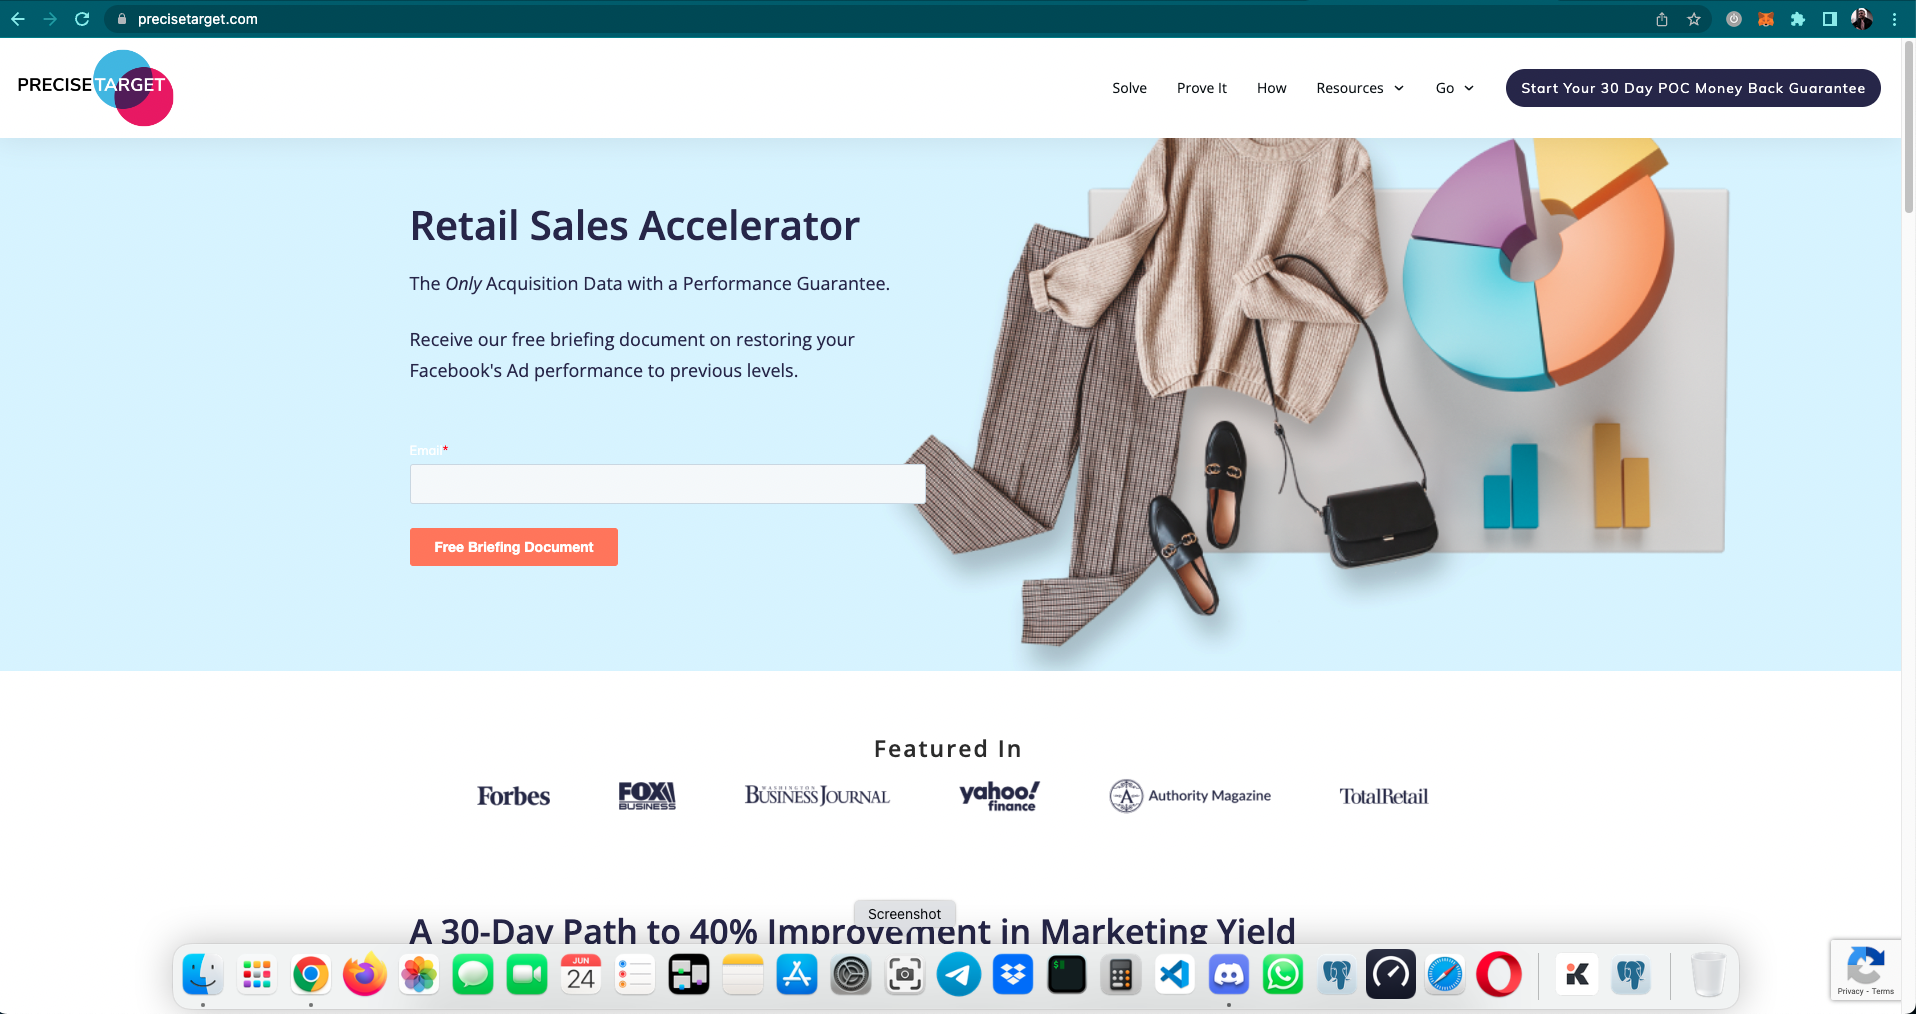 precisetarget.com
PRECISE TARGET
Solve
Prove It
How
Resources
Go
Start Your 30 Day POC Money Back Guarantee
Retail Sales Accelerator
The Only Acquisition Data with a Performance Guarantee.
Receive our free briefing document on restoring your
Facebook's Ad performance to previous levels.
Email*
Free Briefing Document
Featured In
Forbes
FOX
BUSINESS
WASHINGTON
BUSINESS JOURNAL
yahoo!
finance
A
Authority Magazine
TotalRetail
Screenshot
A 30-Day Path to 40% Improvement in Marketing Yield
JUN
24
$
K
Privacy - Terms